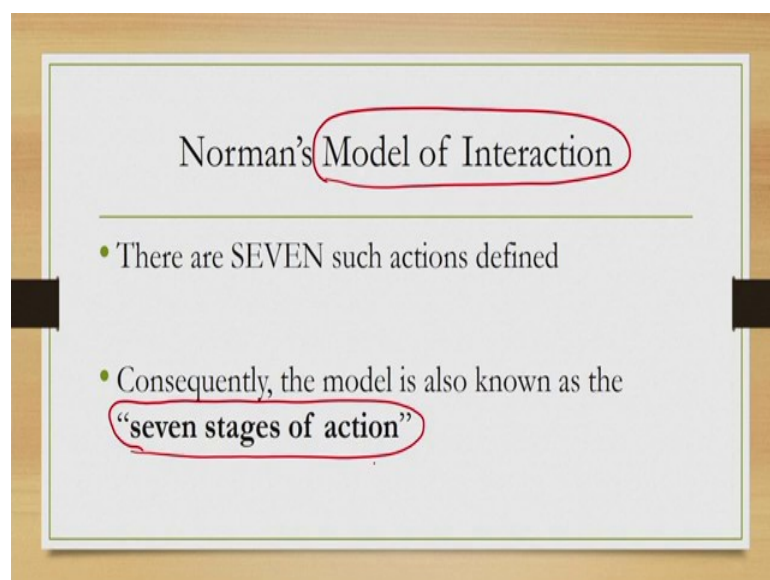 Norman's Model of Interaction
• There are SEVEN such actions defined
• Consequently, the model is also known as the
“seven stages of action”